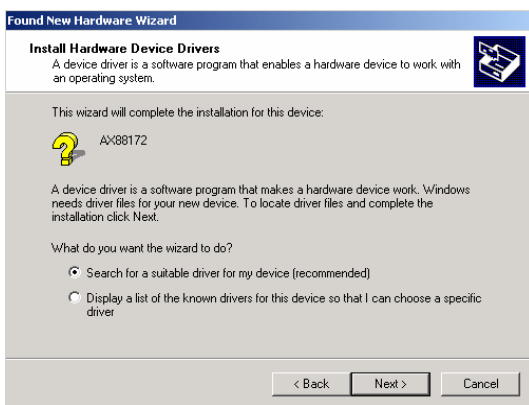 Found New Hardware Wizard
Install Hardware Device Drivers
A device driver is a software program that enables a hardware device to work with
an operating system.
This wizard will complete the installation for this device:
AX88172
A device driver is a software program that makes a hardware device work. Windows
needs driver files for your new device. To locate driver files and complete the
installation click Next.
What do you want the wizard to do?
Search for a suitable driver for my device (recommended)
Display a list of the known drivers for this device so that I can choose a specific
driver
< Back Next > Cancel